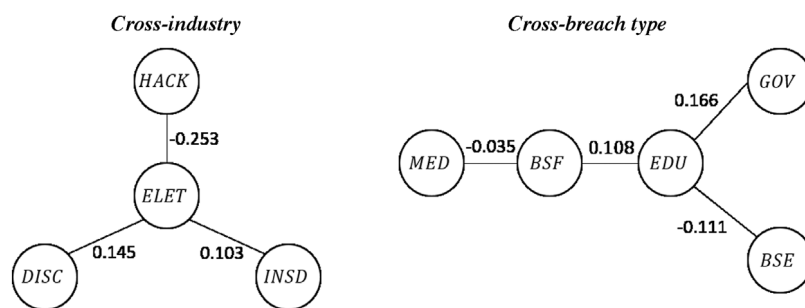 Cross-industry
HACK
-0.253
ELET
0.145
0.103
DISC
INSD
Cross-breach type
GOV
0.166
MED
-0.035
BSF
0.108
EDU
-0.111
BSE